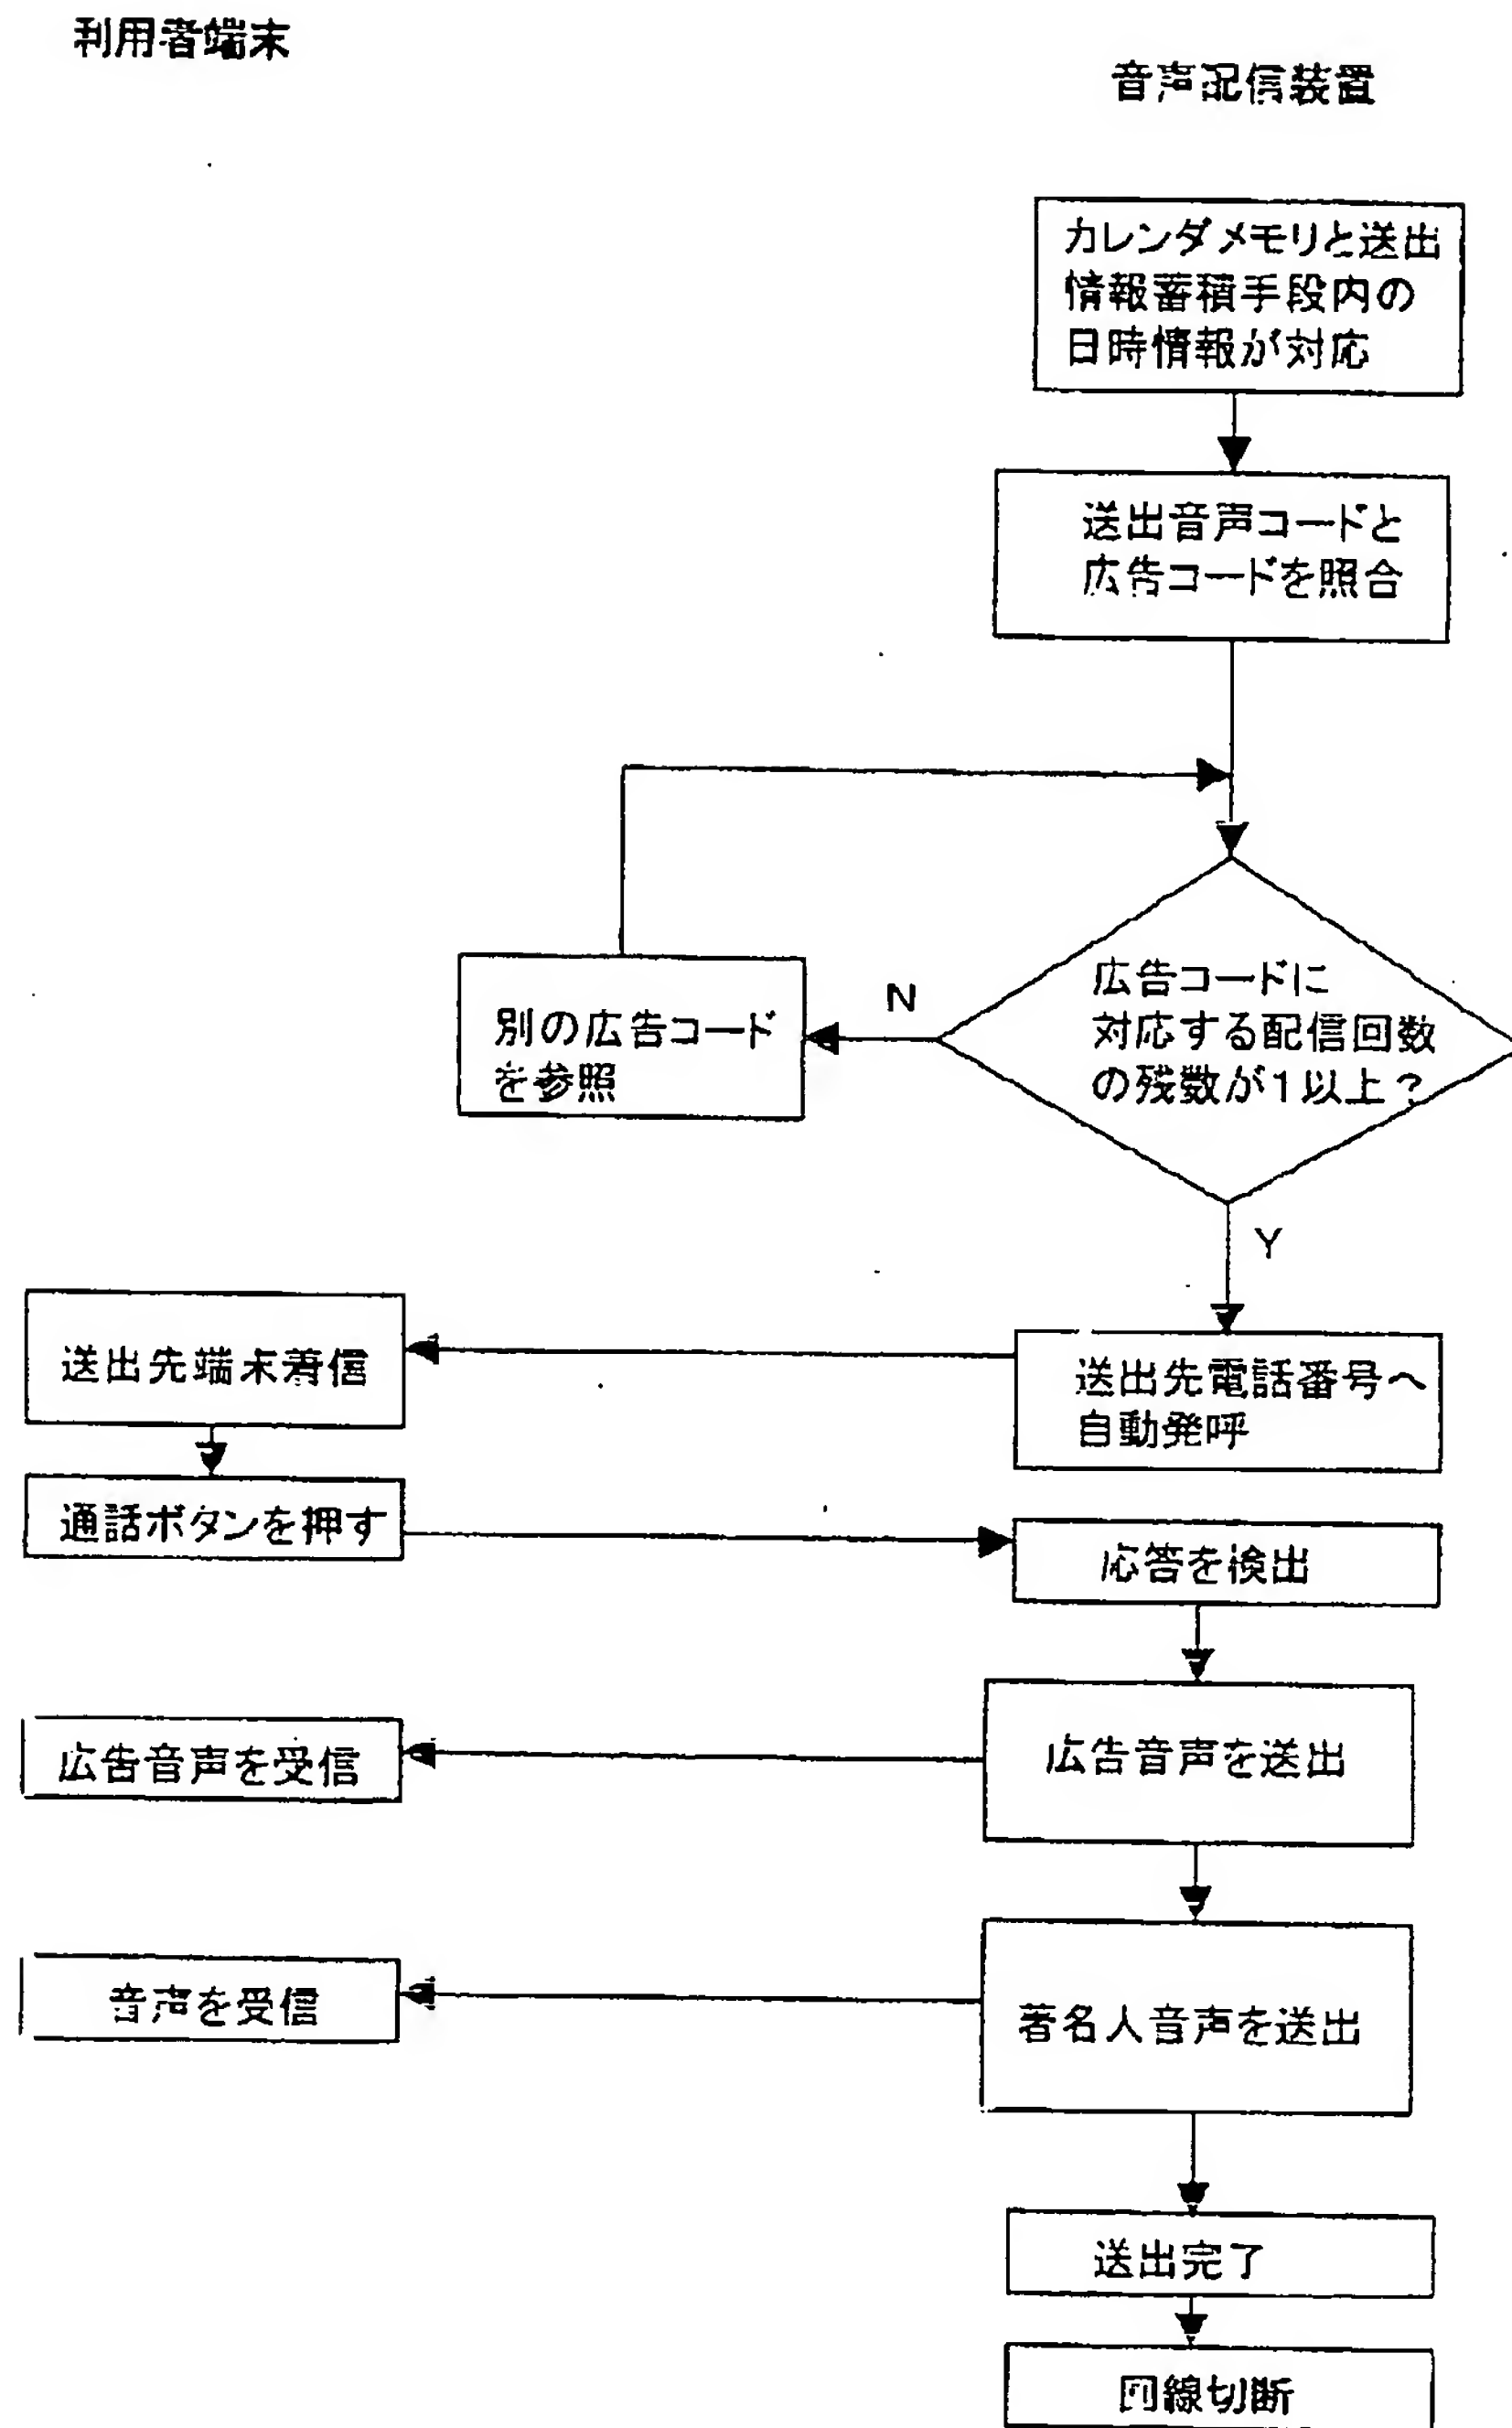 利用者端末
音声配信装置
カレンダメモリと送出
情報蓄積手段内の
日時情報が対応
送出音声コードと
広告コードを照合
広告コードに
対応する配信回数
の残数が1以上?
N
別の広告コード
を参照
Y
送出先端末着信
送出先電話番号へ
自動発呼
通話ボタンを押す
応答を検出
広告音声を受信
広告音声を送出
音声を受信
著名人音声を送出
送出完了
回線切断